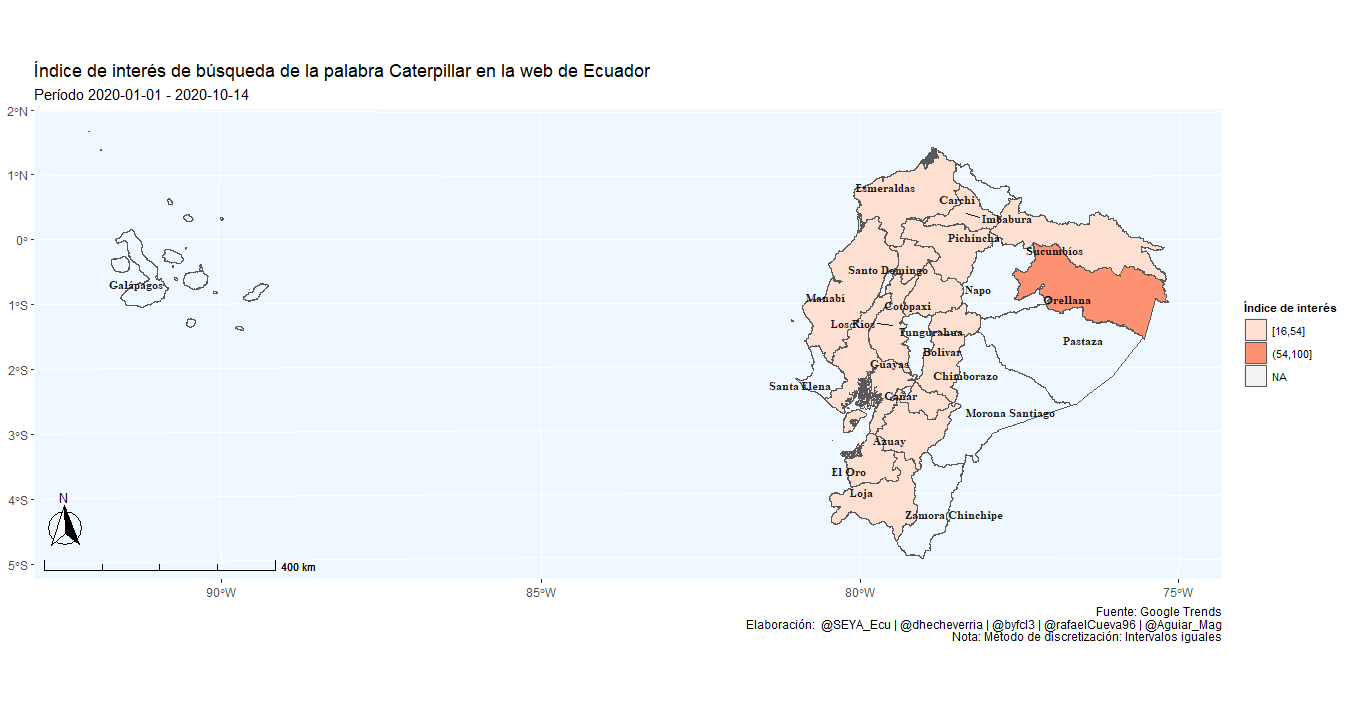 Índice de interés de búsqueda de la palabra Caterpillar en la web de Ecuador
Período 2020-01-01 - 2020-10-14
2°N
1°N
0°
1°S
2°S
3°S
4°S
5°S
90°W
85°W
80°W
75°W
Esmeraldas
Carchi
Imbabura
Pichincha
Sucumbíos
Santo Domingo
Galápagos
Manabí
Cotopaxi
Napo
Orellana
Los Ríos
Tungurahua
Pastaza
Bolívar
Guayas
Chimborazo
Santa Elena
Cañar
Morona Santiago
Azuay
El Oro
Loja
Zamora Chinchipe
N
400 km
Índice de interés
[16,54]
(54,100]
NA
Fuente: Google Trends
Elaboración: @SEYA_Ecu | @dhecheverria | @byfcl3 | @rafaelCueva96 | @Aguiar_Mag
Nota: Método de discretización: Intervalos iguales